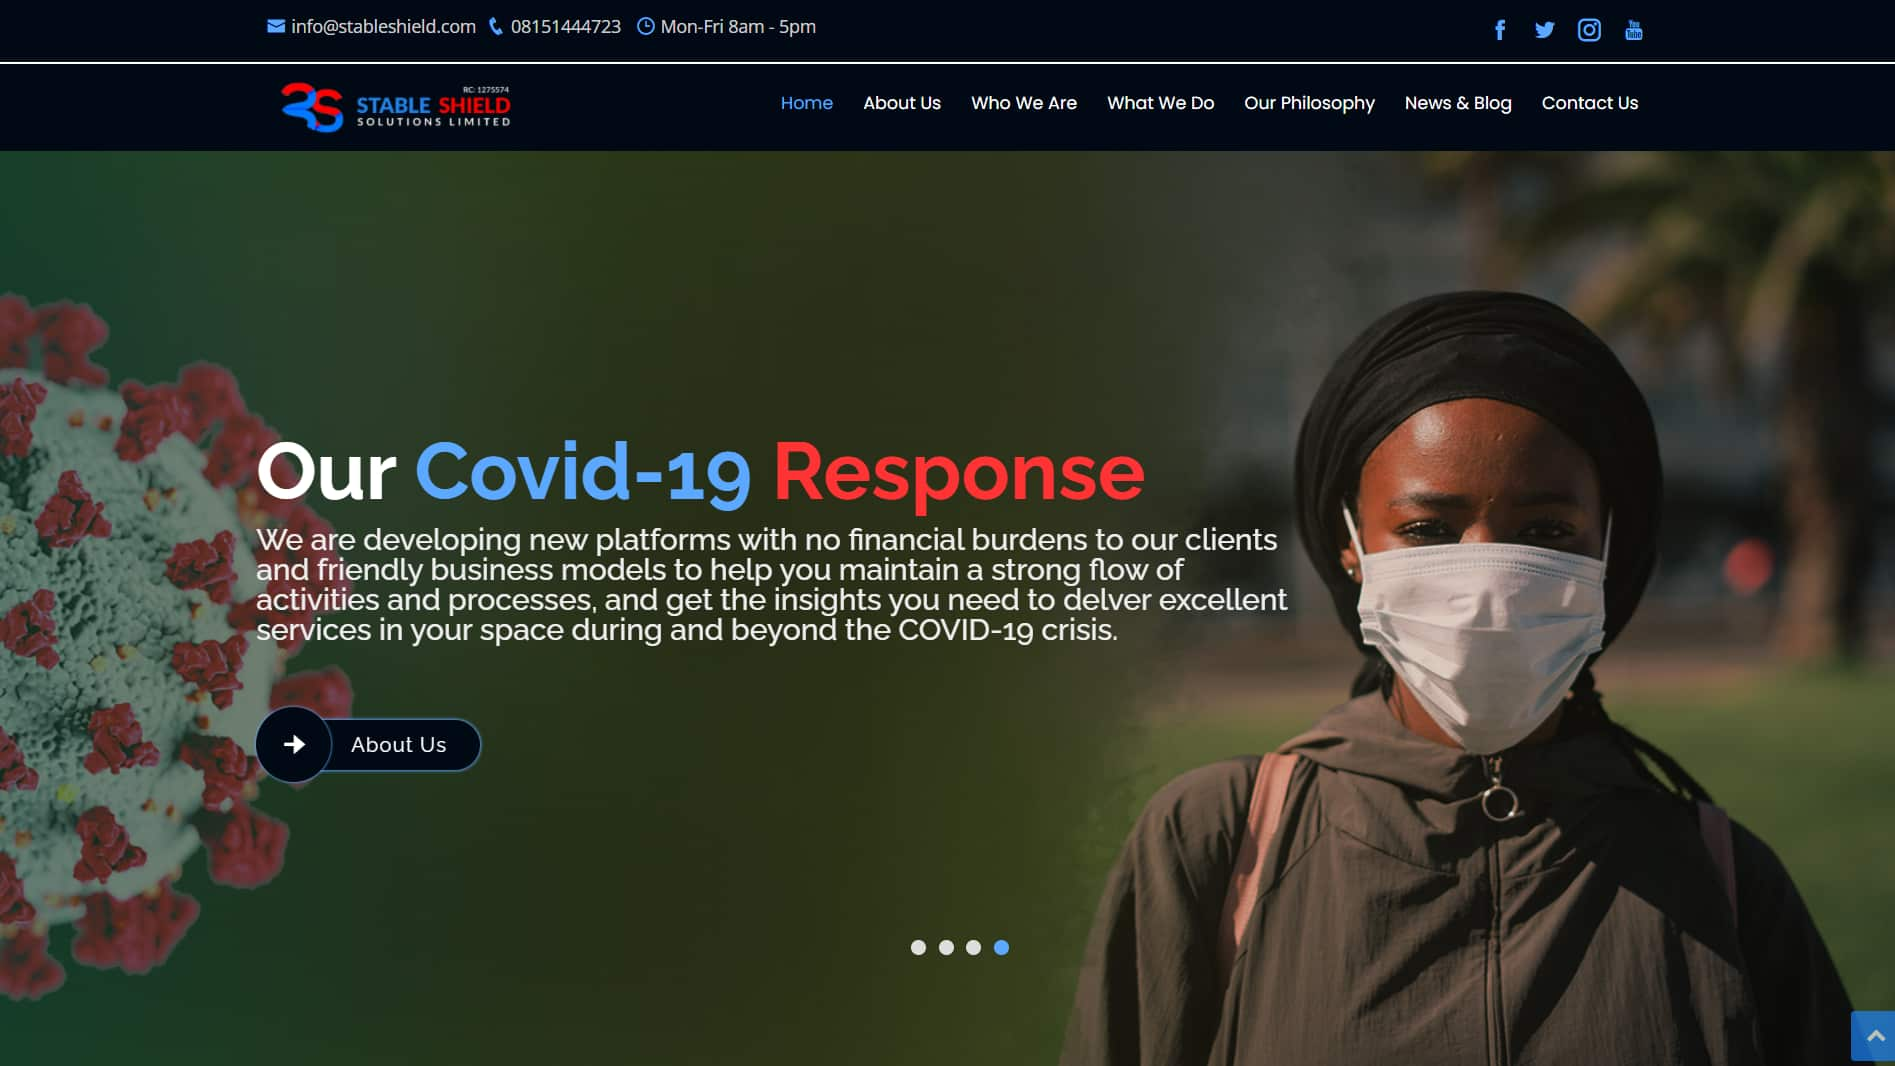 info@stableshield.com 08151444723 Mon-Fri 8am - 5pm
You
Tube
RC: 1275574
STABLE SHIELD
SOLUTIONS LIMITED
Home About Us Who We Are What We Do Our Philosophy News & Blog Contact Us
Our Covid-19 Response
We are developing new platforms with no financial burdens to our clients
and friendly business models to help you maintain a strong flow of
activities and processes, and get the insights you need to delver excellent
services in your space during and beyond the COVID-19 crisis.
About Us